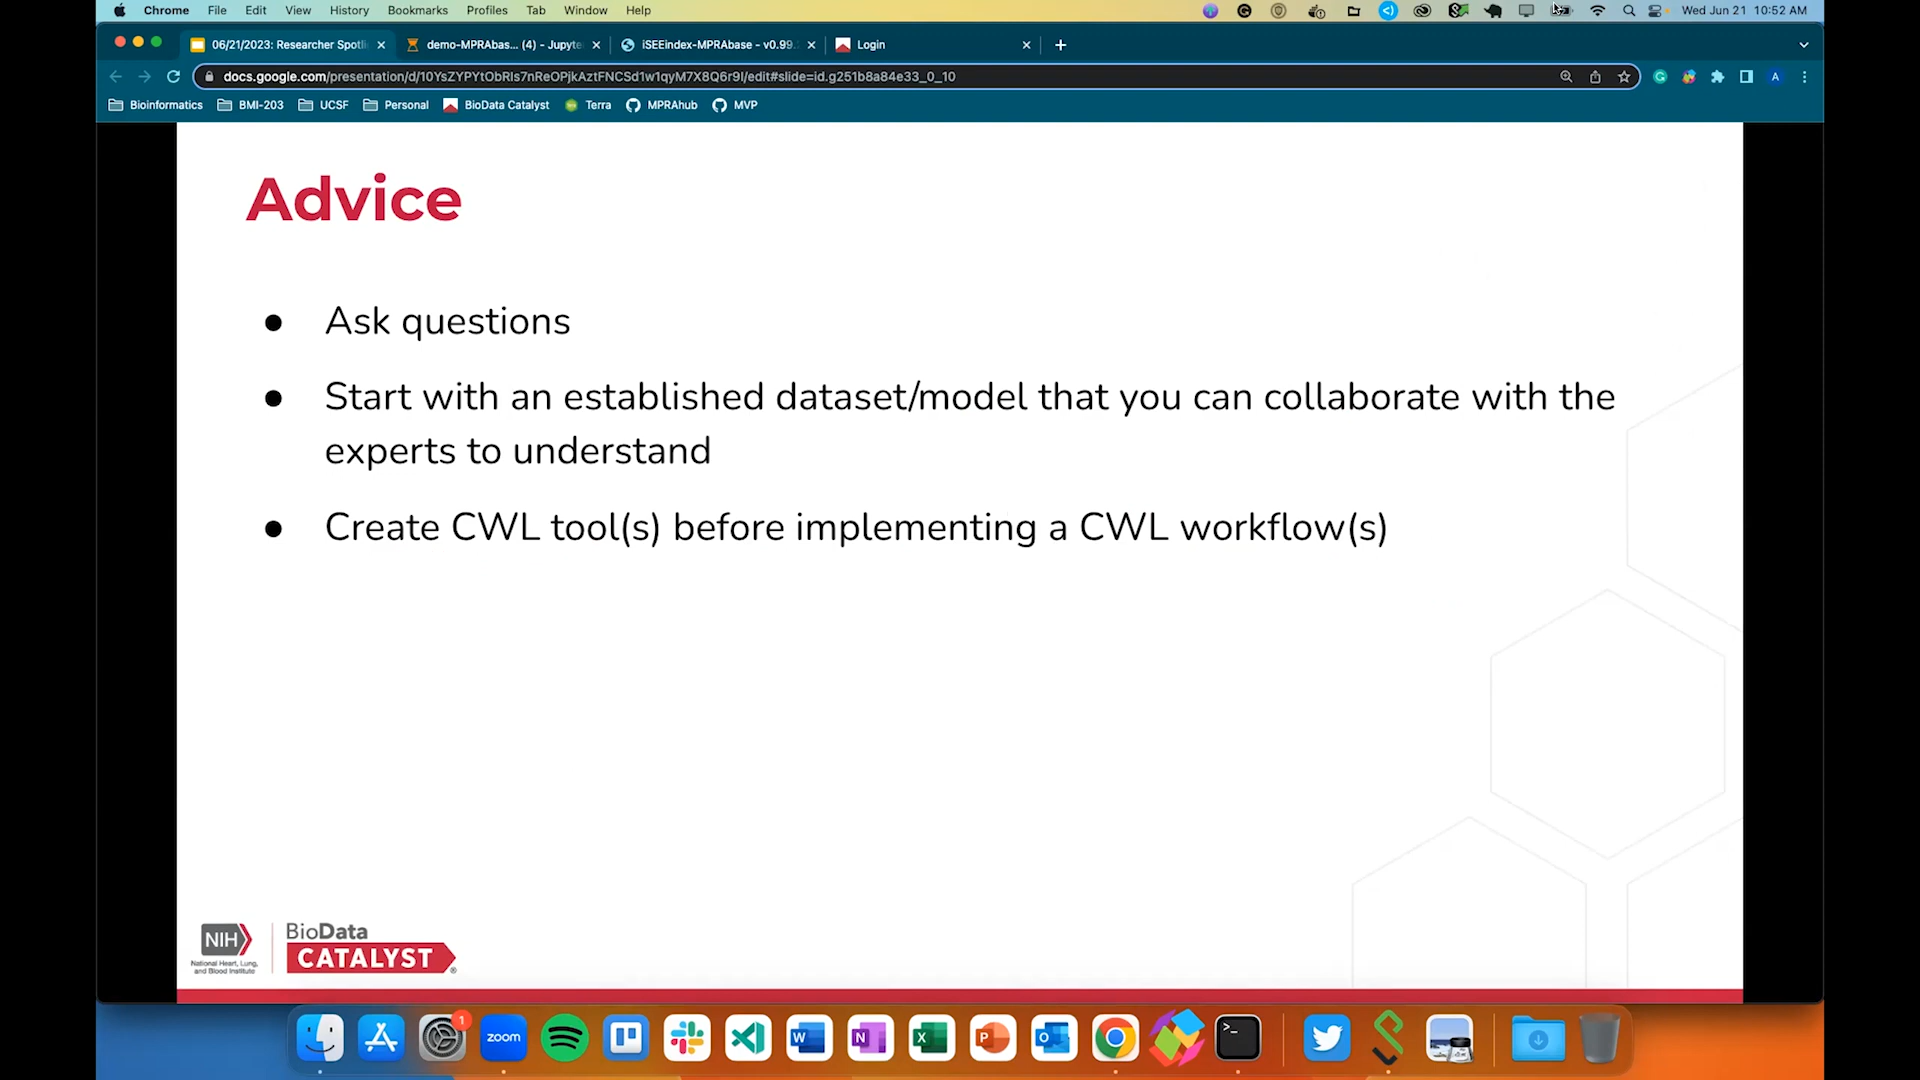 Chrome File Edit View History Bookmarks Profiles Tab Window Help Wed Jun 21 10:52 AM
06/21/2023: Researcher Spotli demo-MPRAbas... (4) - Jupyte iSEEindex-MPRAbase - v0.99. Login
docs.google.com/presentation/d/10YsZYPYtObRIs7nReOPjkAztFNCSd1w1qyM7X8Q6r9I/edit#slide=id.g251b8a84e33_0_10
Bioinformatics BMI-203 UCSF Personal BioData Catalyst Terra MPRAhub MVP
Advice
● Ask questions
● Start with an established dataset/model that you can collaborate with the
experts to understand
● Create CWL tool(s) before implementing a CWL workflow(s)
NIH
National Heart, Lung,
and Blood Institute
BioData
CATALYST®
1
zoom